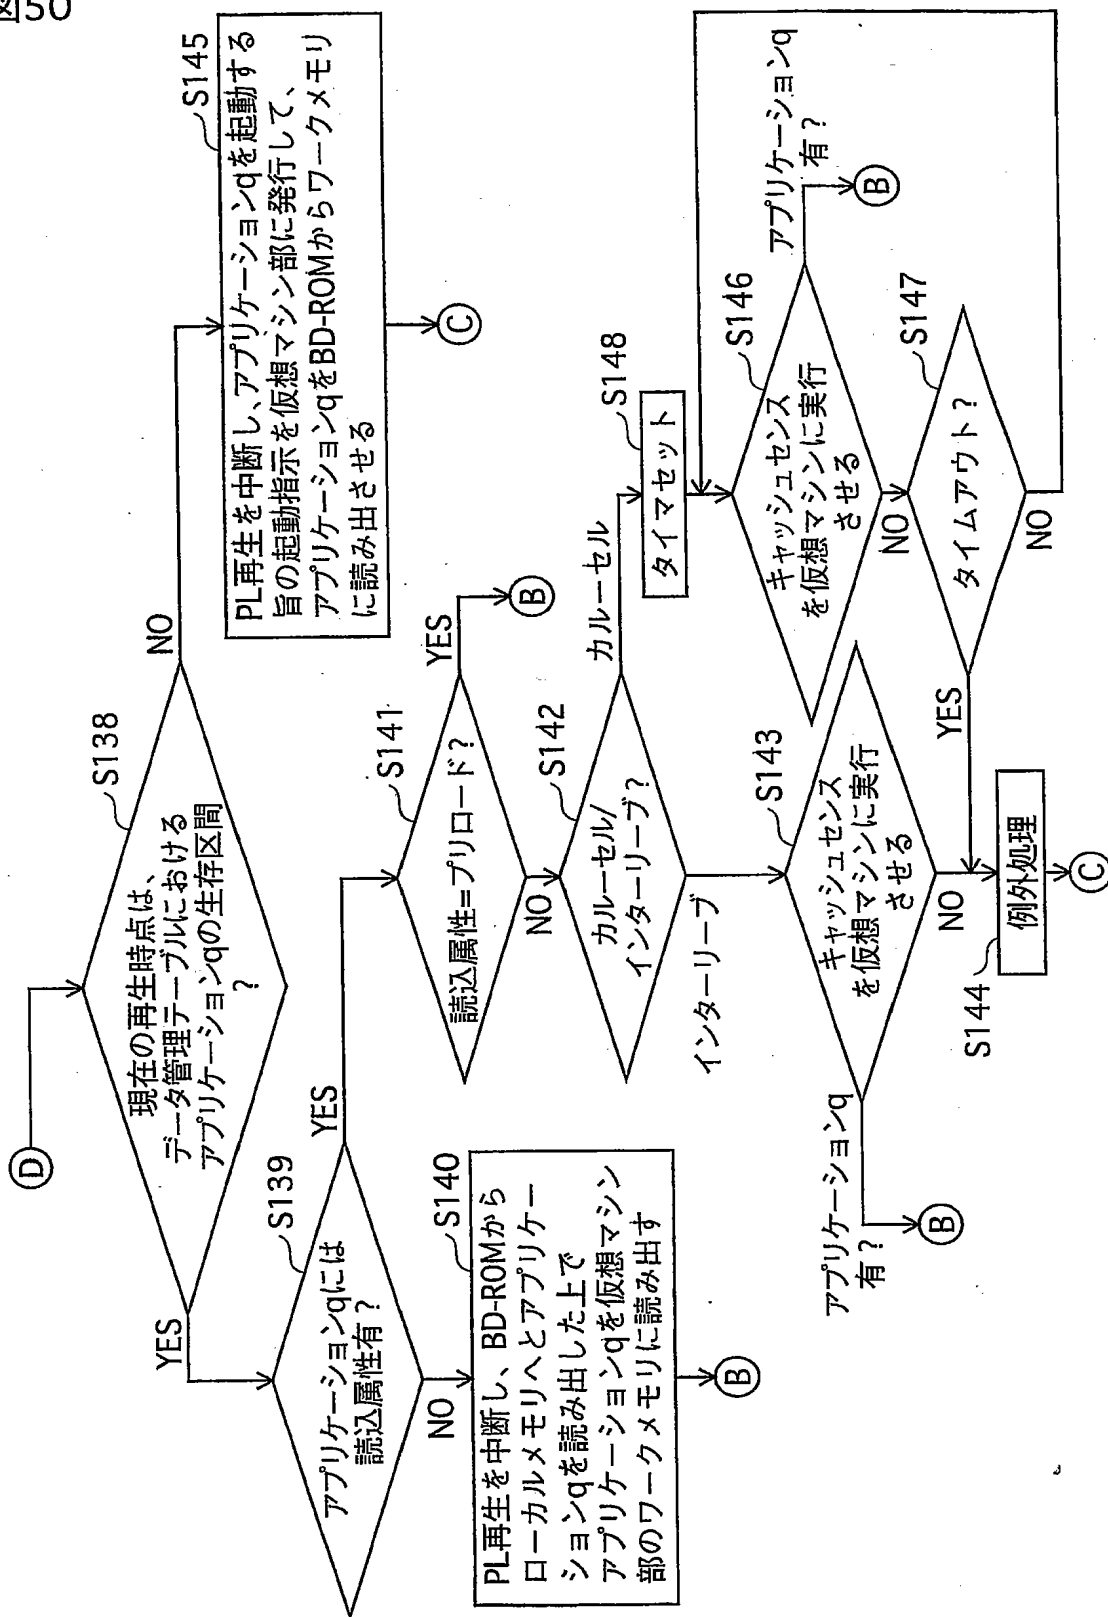 図50
D
現在の再生時点は、
データ管理テーブルにおける
アプリケーションqの生存区間
?
S138
YES
NO
PL再生を中断し、アプリケーションqを起動する
旨の起動指示を仮想マシン部に発行して、
アプリケーションqをBD-ROMからワークメモリ
に読み出させる
S145
C
アプリケーションqには
読込属性有?
S139
YES
NO
PL再生を中断し、BD-ROMから
ローカルメモリへとアプリケー
ションqを読み出した上で
アプリケーションqを仮想マシン
部のワークメモリに読み出す
S140
B
読込属性=プリロード?
S141
YES
B
NO
カルーセル/
インターリーブ?
S142
カルーセル
インターリーブ
キャッシュセンス
を仮想マシンに実行
させる
S143
アプリケーションq
有?
B
NO
例外処理
S144
C
タイマセット
S148
キャッシュセンス
を仮想マシンに実行
させる
S146
アプリケーションq
有?
B
NO
タイムアウト?
S147
YES
NO